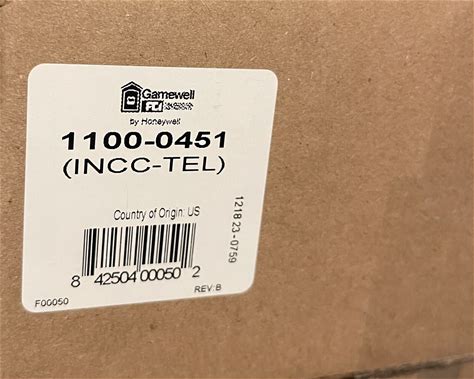 Gamewell
FCI
by Honeywell
1100-0451
(INCC-TEL)
Country of Origin: US
8 42504 00050 2
F00050
REV:B
121823-0759